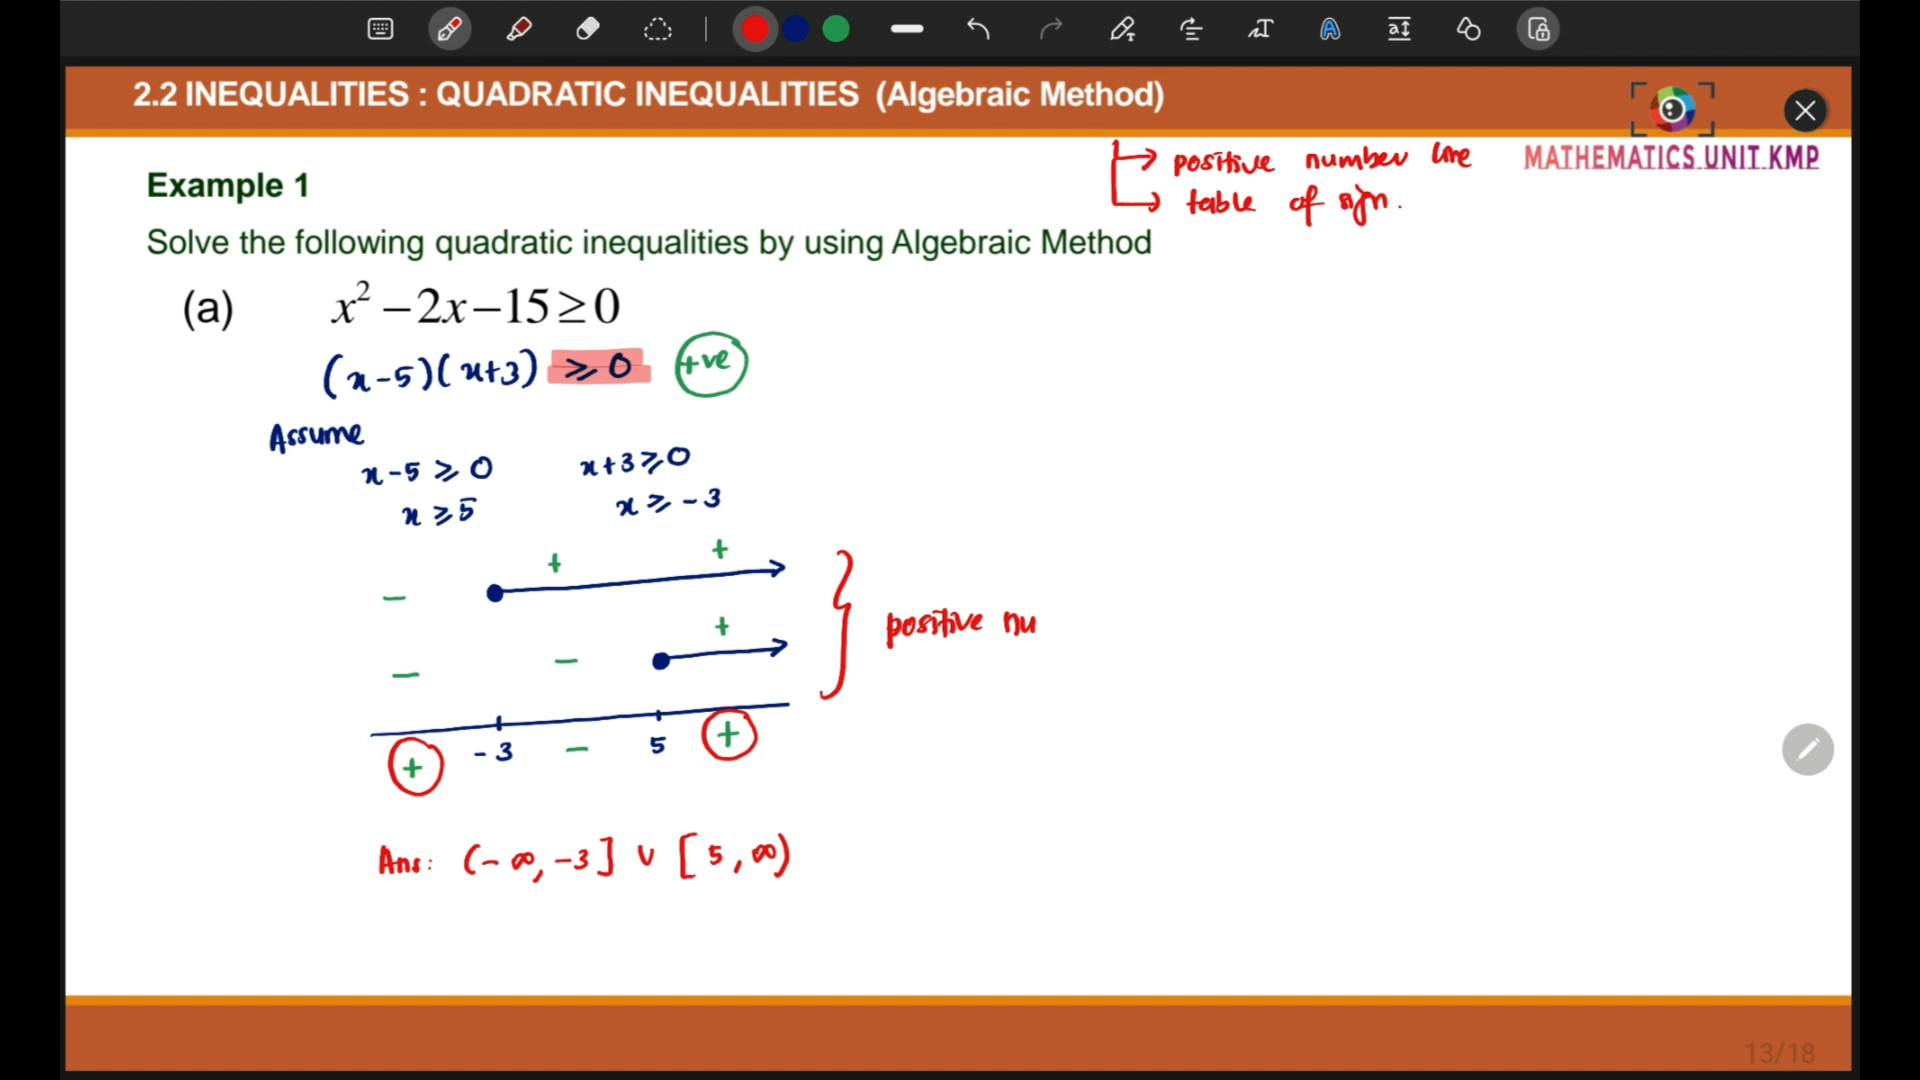 2.2 INEQUALITIES : QUADRATIC INEQUALITIES (Algebraic Method)
MATHEMATICS.UNIT.KMP
→ positive number line
→ table of sign.
Example 1
Solve the following quadratic inequalities by using Algebraic Method
(a) x² − 2x − 15 ≥ 0
(x-5)(x+3) ≥ 0 +ve
Assume
x-5 ≥ 0 x+3 ≥ 0
x ≥ 5 x ≥ -3
- + +
- - +
positive nu
-3 5
+ - +
Ans: (-∞, -3] ∪ [5, ∞)
13/18